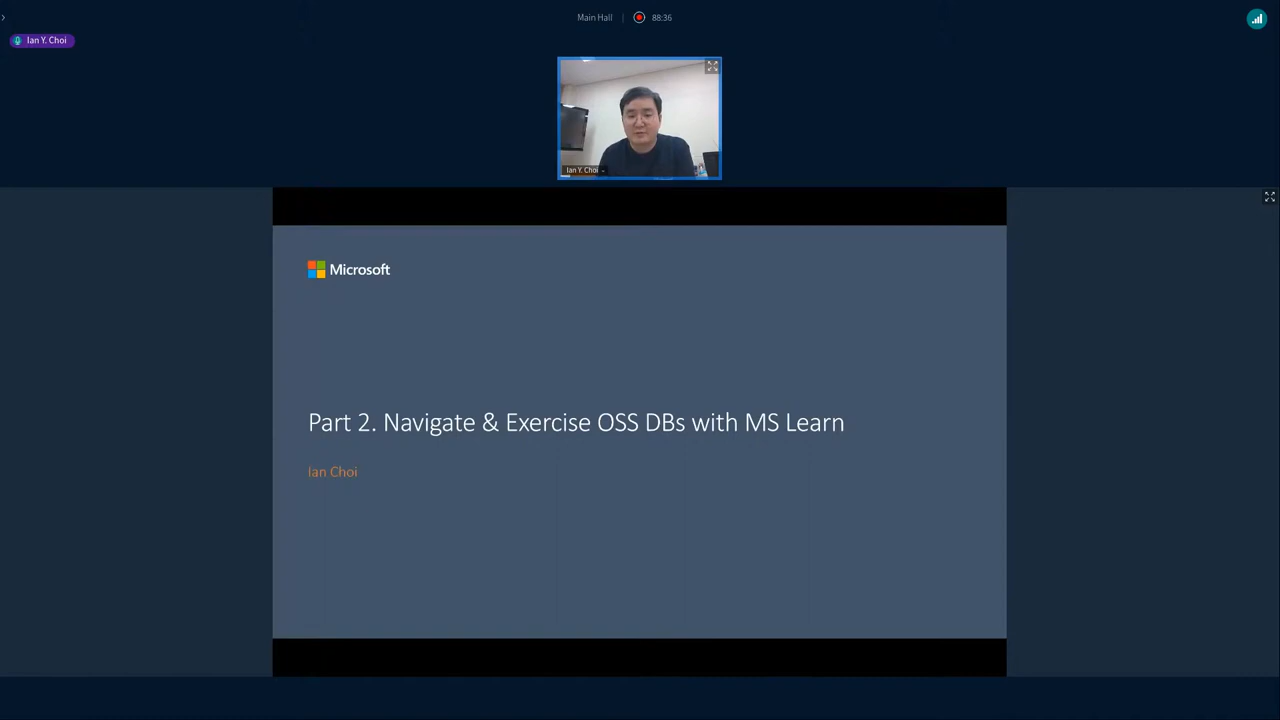 Main Hall
88:36
Ian Y. Choi
Ian Y. Choi
Microsoft
Part 2. Navigate & Exercise OSS DBs with MS Learn
Ian Choi